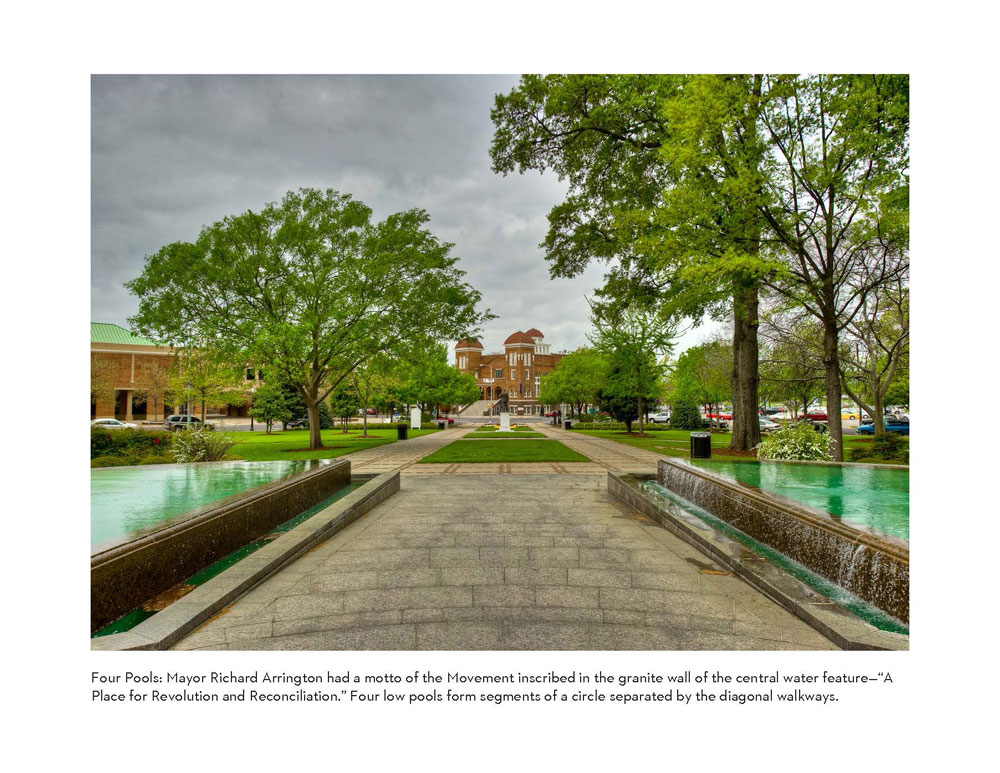 Four Pools: Mayor Richard Arrington had a motto of the Movement inscribed in the granite wall of the central water feature—“A
Place for Revolution and Reconciliation.” Four low pools form segments of a circle separated by the diagonal walkways.